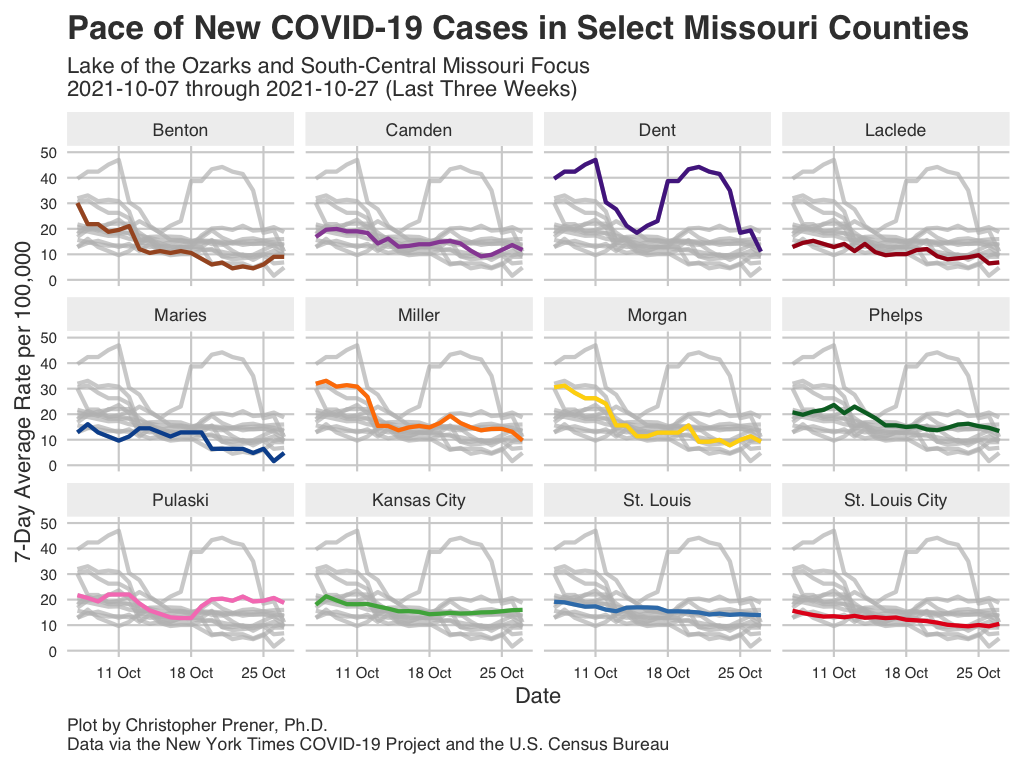 Pace of New COVID-19 Cases in Select Missouri Counties
Lake of the Ozarks and South-Central Missouri Focus
2021-10-07 through 2021-10-27 (Last Three Weeks)
Benton Camden Dent Laclede
50
40
30
20
10
0
Maries Miller Morgan Phelps
50
40
30
20
10
0
Pulaski Kansas City St. Louis St. Louis City
50
40
30
20
10
0
7-Day Average Rate per 100,000
11 Oct 18 Oct 25 Oct 11 Oct 18 Oct 25 Oct 11 Oct 18 Oct 25 Oct 11 Oct 18 Oct 25 Oct
Date
Plot by Christopher Prener, Ph.D.
Data via the New York Times COVID-19 Project and the U.S. Census Bureau